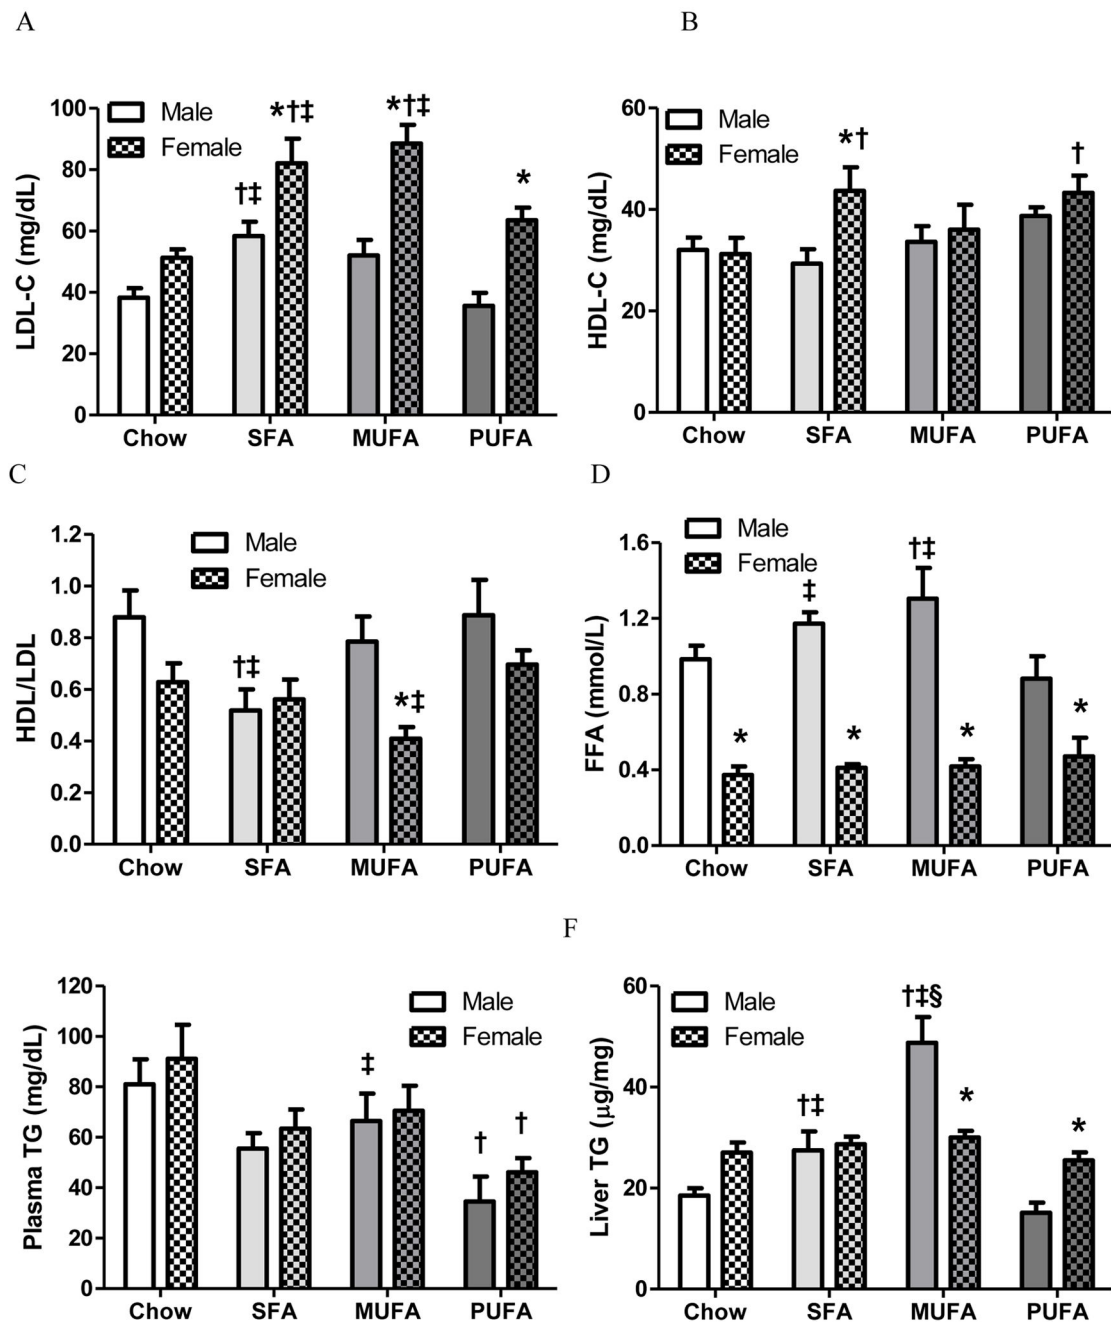 A
B
LDL-C (mg/dL)
100
80
60
40
20
0
Male
Female
†‡
*†‡
*†‡
*
Chow SFA MUFA PUFA
HDL-C (mg/dL)
60
40
20
0
Male
Female
*†
†
Chow SFA MUFA PUFA
C
D
HDL/LDL
1.2
1.0
0.8
0.6
0.4
0.2
0.0
Male
Female
†‡
*‡
Chow SFA MUFA PUFA
FFA (mmol/L)
1.6
1.2
0.8
0.4
0.0
Male
Female
*
‡
*
†‡
*
*
Chow SFA MUFA PUFA
F
Plasma TG (mg/dL)
120
100
80
60
40
20
0
Male
Female
‡
†
†
Chow SFA MUFA PUFA
Liver TG (μg/mg)
60
40
20
0
Male
Female
†‡
†‡§
*
*
Chow SFA MUFA PUFA